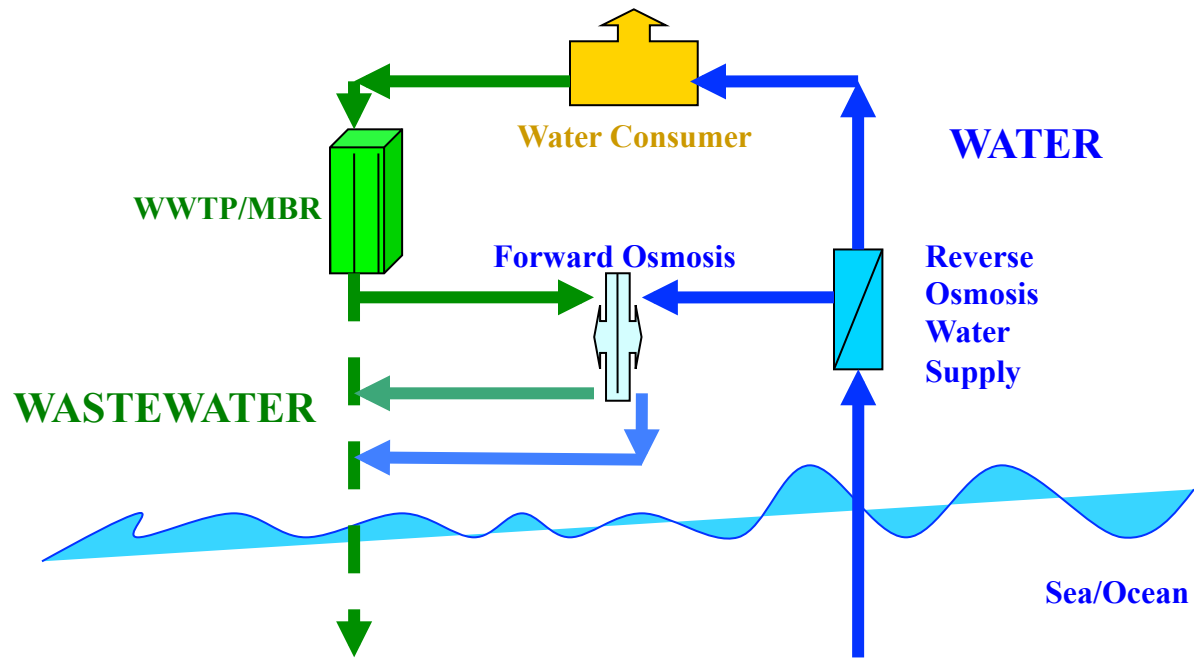 Water Consumer
WATER
WWTP/MBR
Forward Osmosis
Reverse
Osmosis
Water
Supply
WASTEWATER
Sea/Ocean